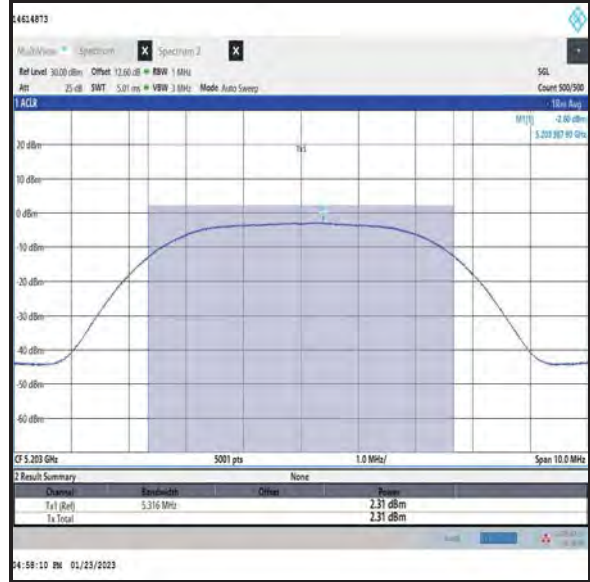 14614873
MultiView Spectrum X Spectrum 2 X
Ref Level 30.00 dBm Offset 12.60 dB RBW 1 MHz SGL
Att 25 dB SWT 5.01 ms VBW 3 MHz Mode Auto Sweep Count 500/500
1 ACLR
M1[1] -2.60 dBm
20 dBm Tx1
10 dBm
0 dBm
-10 dBm
-20 dBm
-30 dBm
-40 dBm
-50 dBm
-60 dBm
CF 5.203 GHz 5001 pts 1.0 MHz/ Span 10.0 MHz
2 Result Summary None
Channel Bandwidth Offset Power
Tx1 (Ref) 5.316 MHz 2.31 dBm
Tx Total 2.31 dBm
04:58:10 PM 01/23/2023